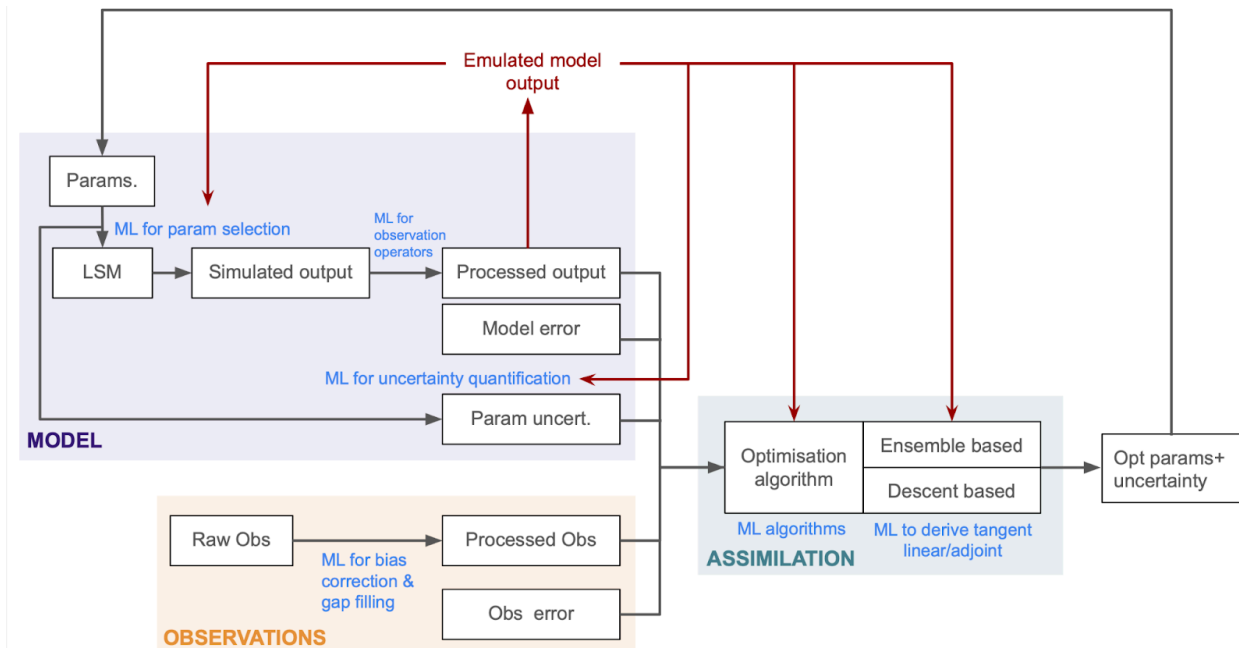 Emulated model
output
Params.
ML for param selection
ML for
observation
operators
LSM
Simulated output
Processed output
Model error
ML for uncertainty quantification
Param uncert.
MODEL
Optimisation
algorithm
Ensemble based
Descent based
Opt params+
uncertainty
ML algorithms
ML to derive tangent
linear/adjoint
ASSIMILATION
Raw Obs
Processed Obs
ML for bias
correction &
gap filling
Obs error
OBSERVATIONS